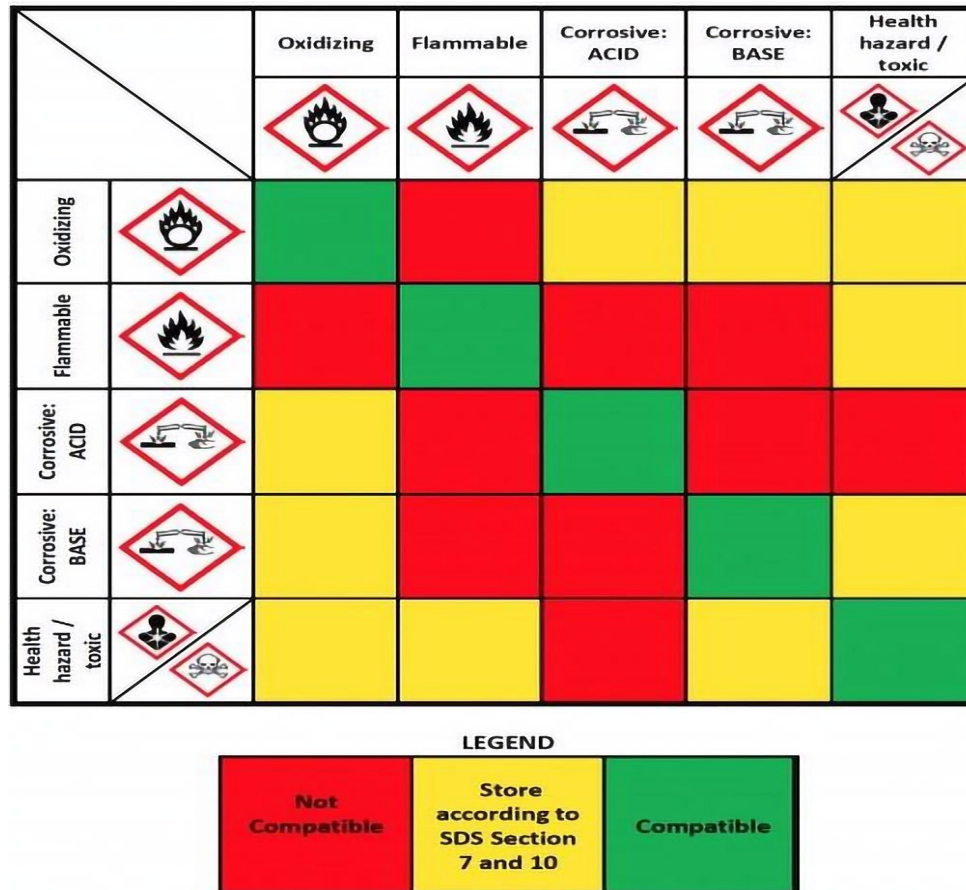 Oxidizing
Flammable
Corrosive:
ACID
Corrosive:
BASE
Health
hazard /
toxic
Oxidizing
Flammable
Corrosive:
ACID
Corrosive:
BASE
Health
hazard /
toxic
LEGEND
Not
Compatible
Store
according to
SDS Section
7 and 10
Compatible